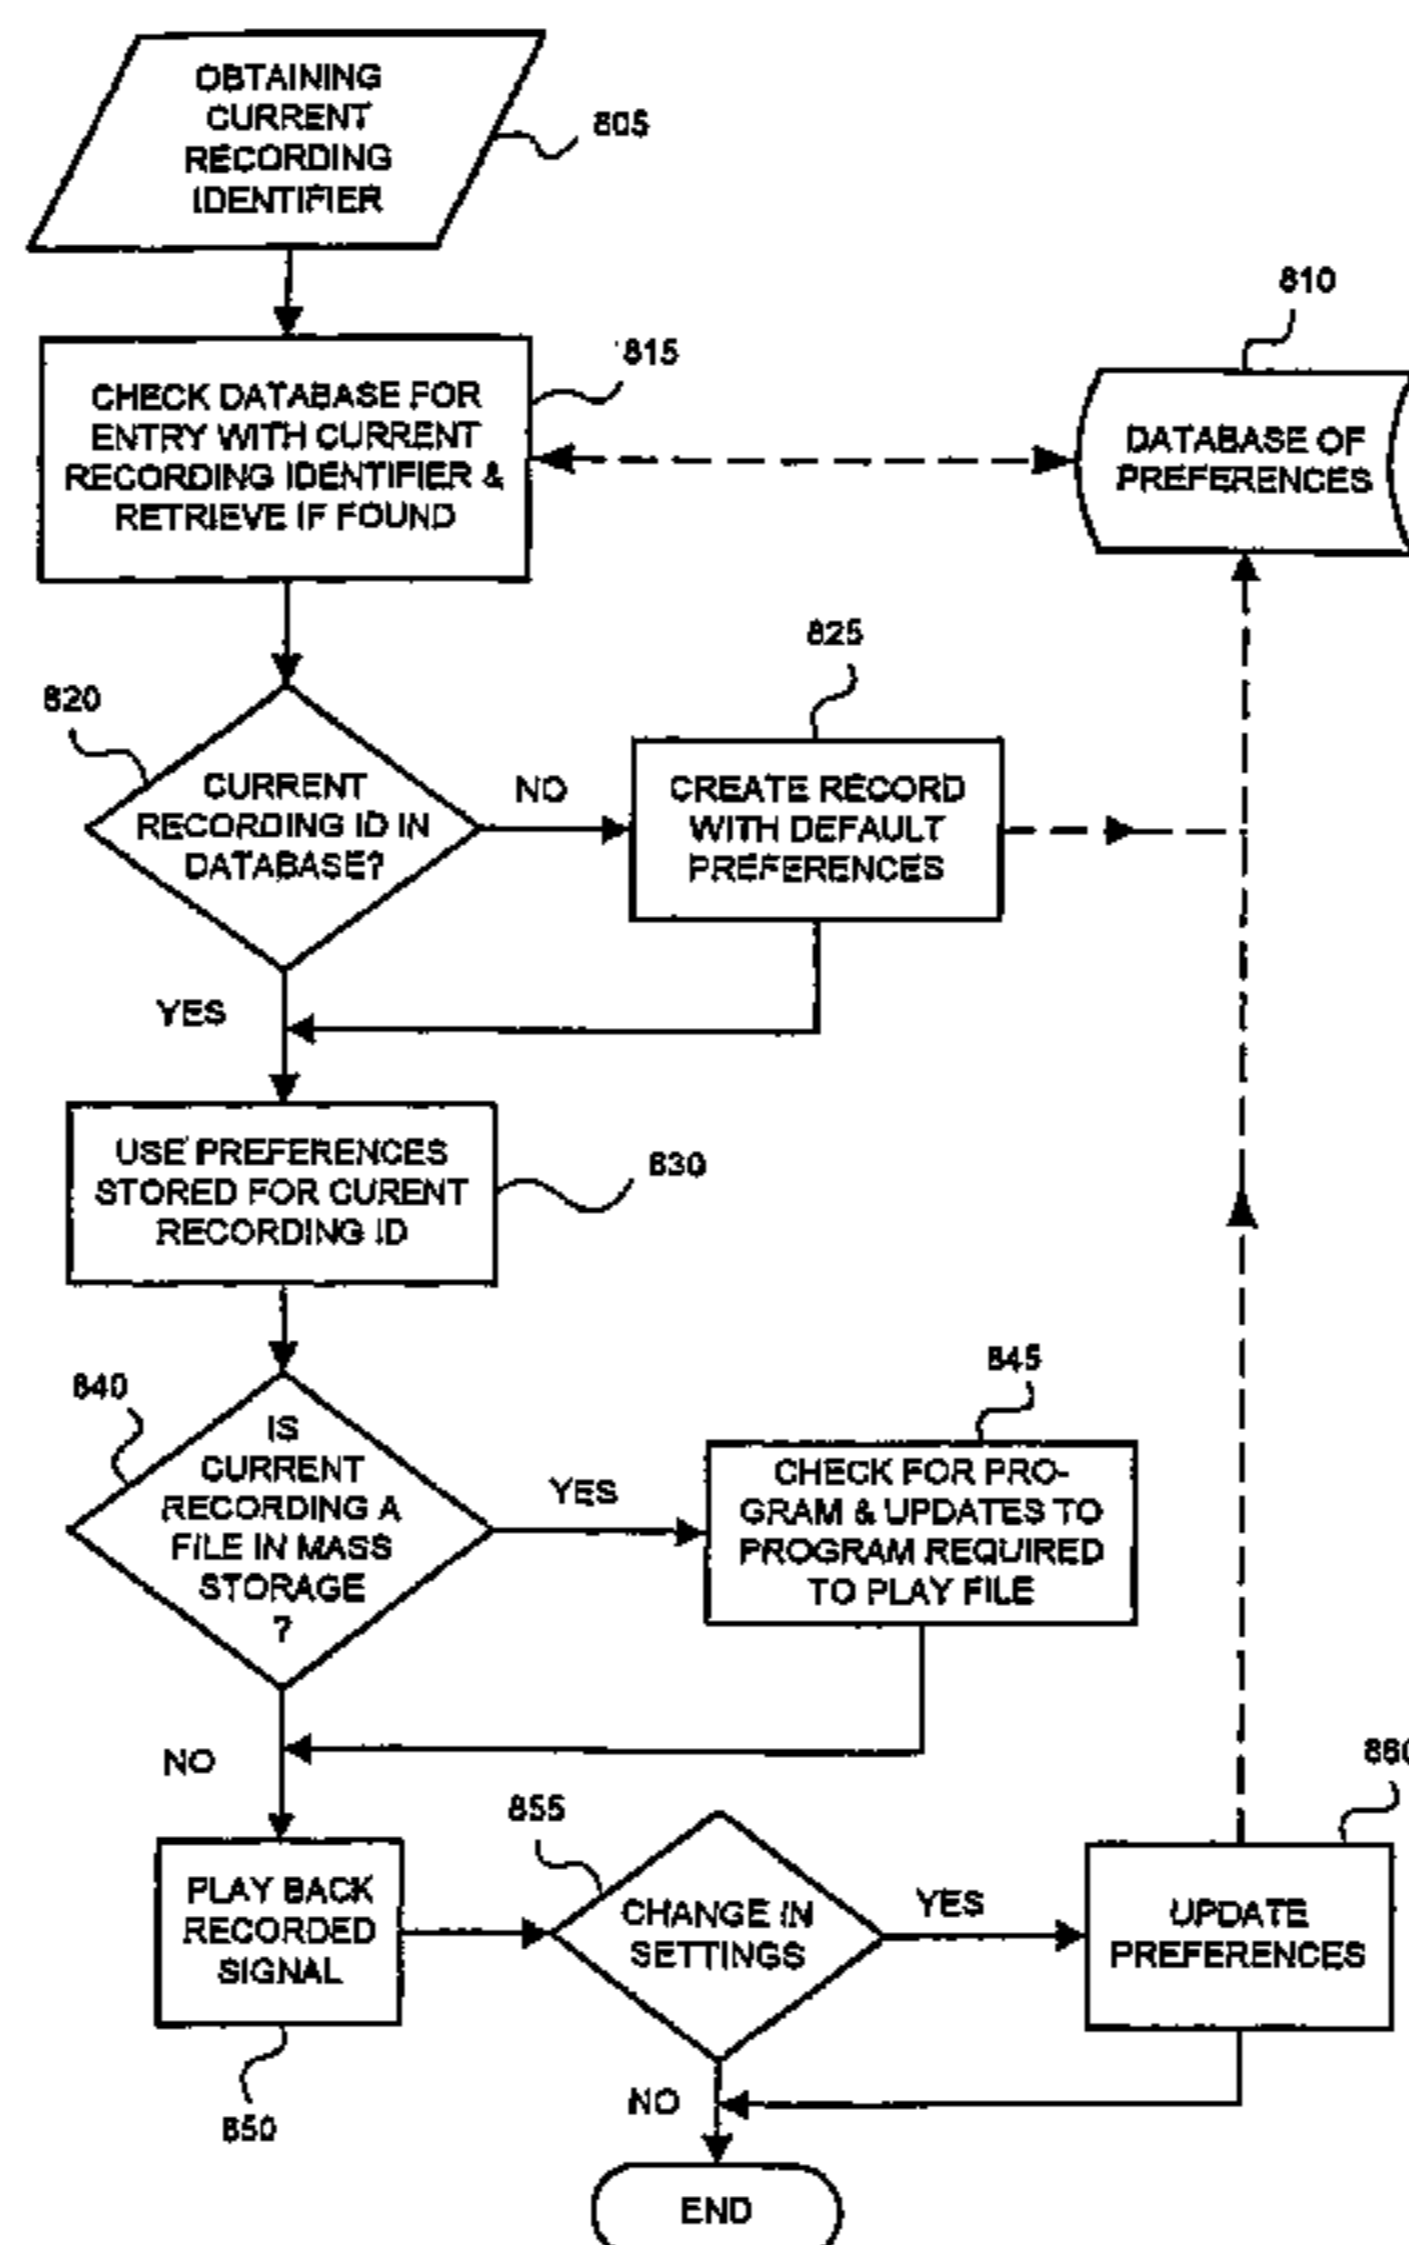 OBTAINING
CURRENT
RECORDING
IDENTIFIER
805
810
815
CHECK DATABASE FOR
ENTRY WITH CURRENT
RECORDING IDENTIFIER &
RETRIEVE IF FOUND
DATABASE OF
PREFERENCES
820
825
CURRENT
RECORDING ID IN
DATABASE?
NO
CREATE RECORD
WITH DEFAULT
PREFERENCES
YES
USE PREFERENCES
STORED FOR CURENT
RECORDING ID
830
840
845
IS
CURRENT
RECORDING A
FILE IN MASS
STORAGE
?
YES
CHECK FOR PRO-
GRAM & UPDATES TO
PROGRAM REQUIRED
TO PLAY FILE
NO
855
860
PLAY BACK
RECORDED
SIGNAL
CHANGE IN
SETTINGS
YES
UPDATE
PREFERENCES
850
NO
END